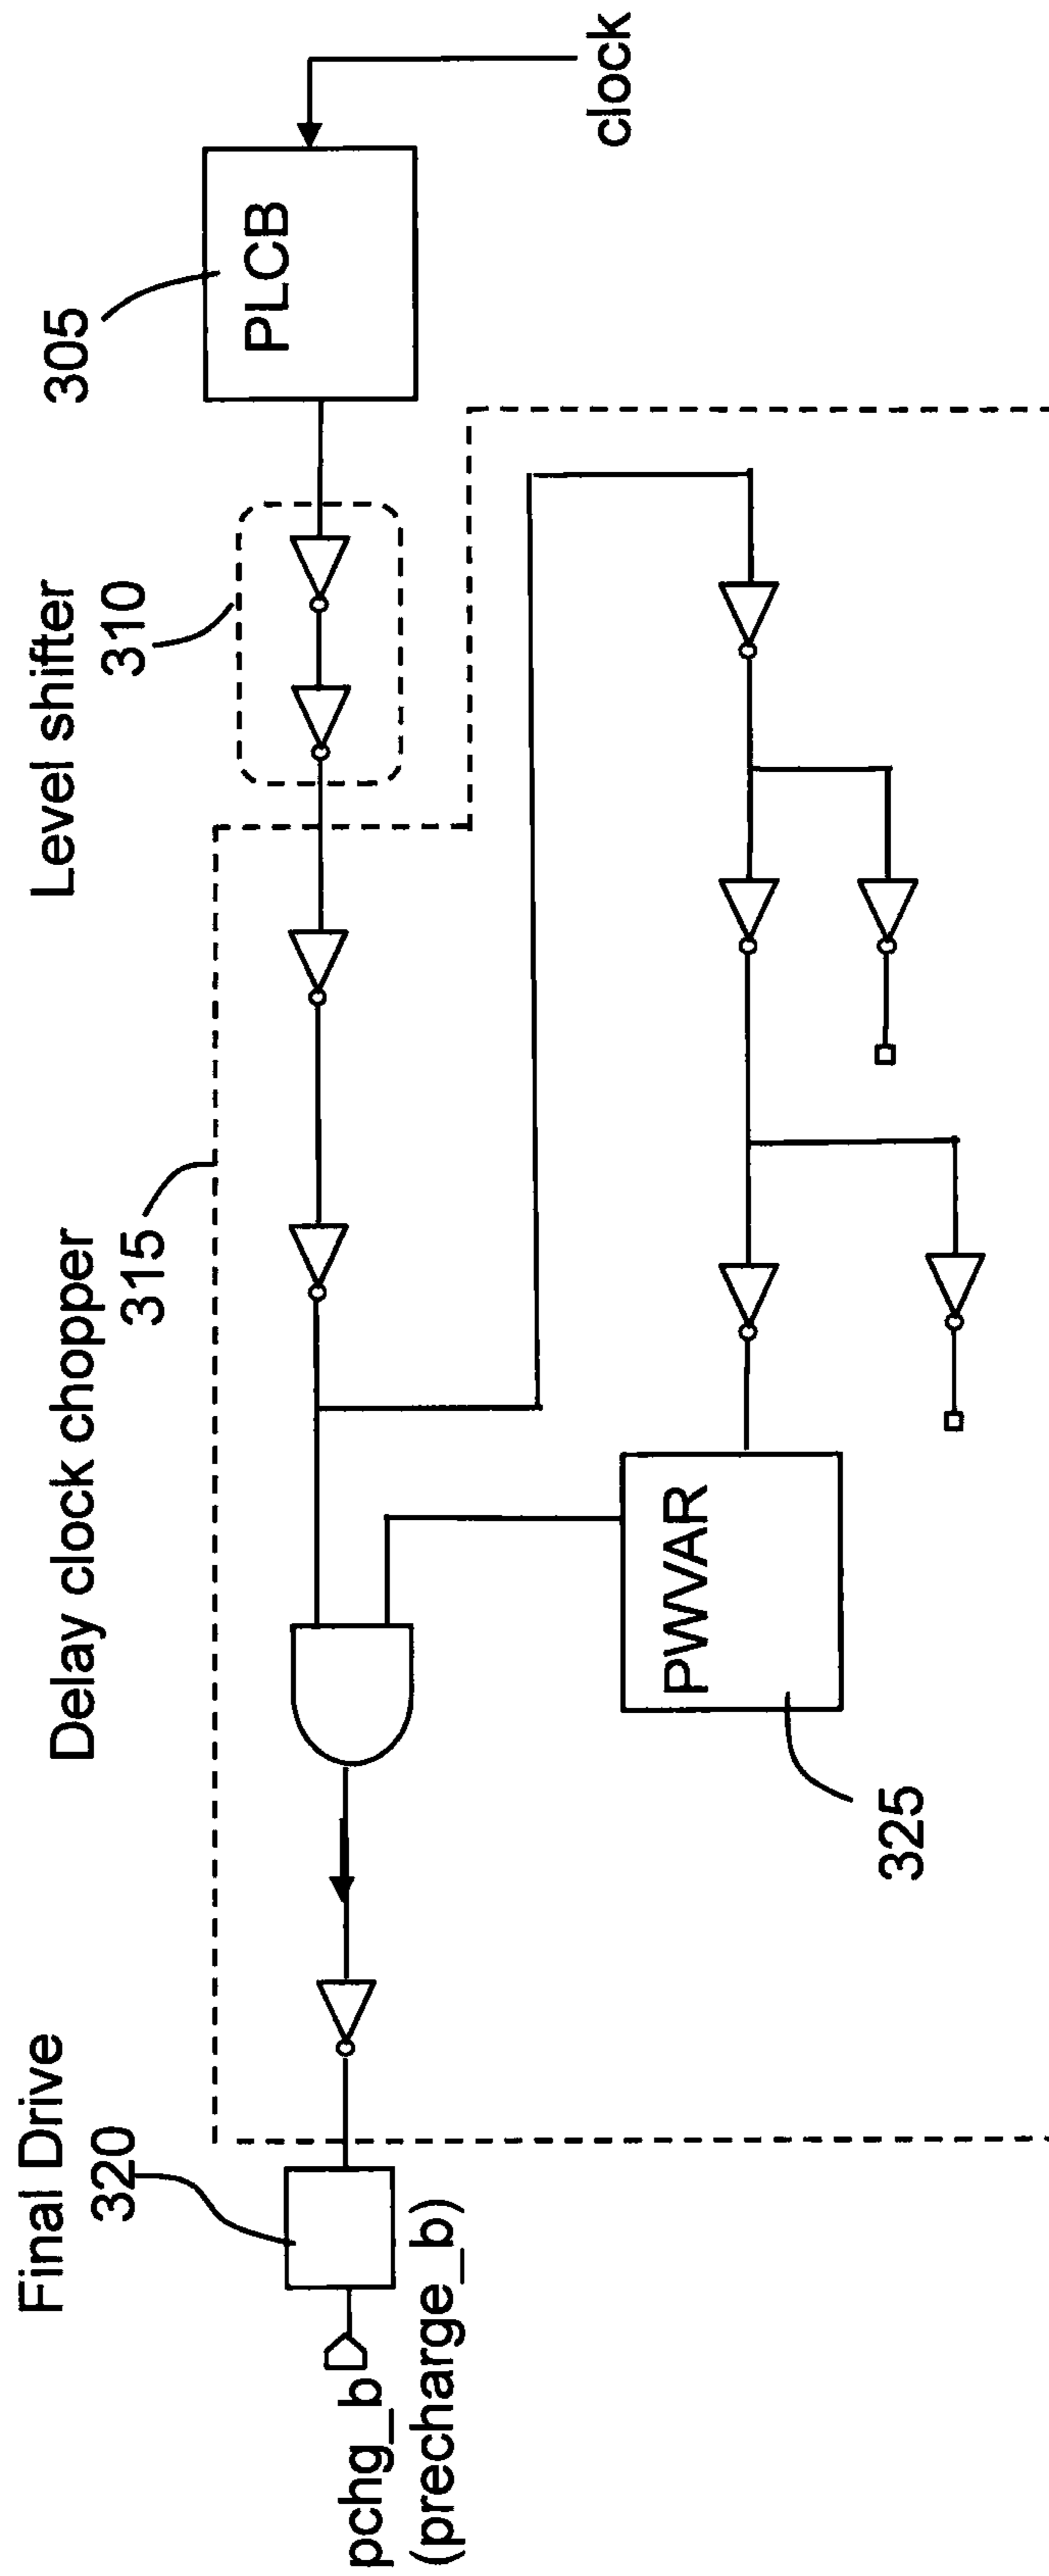 Final Drive
320
pchg_b
(precharge_b)
Delay clock chopper
315
PWVAR
325
Level shifter
310
305
PLCB
clock